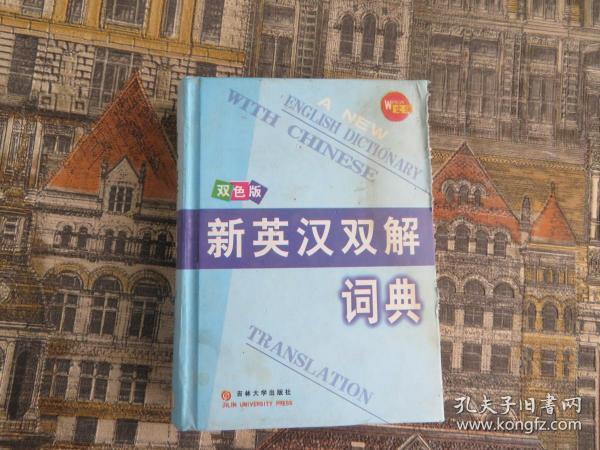 A NEW
ENGLISH DICTIONARY
WITH CHINESE
双色版
新英汉双解
词典
TRANSLATION
吉林大学出版社
JILIN UNIVERSITY PRESS
孔夫子旧书网
www.kongfz.com